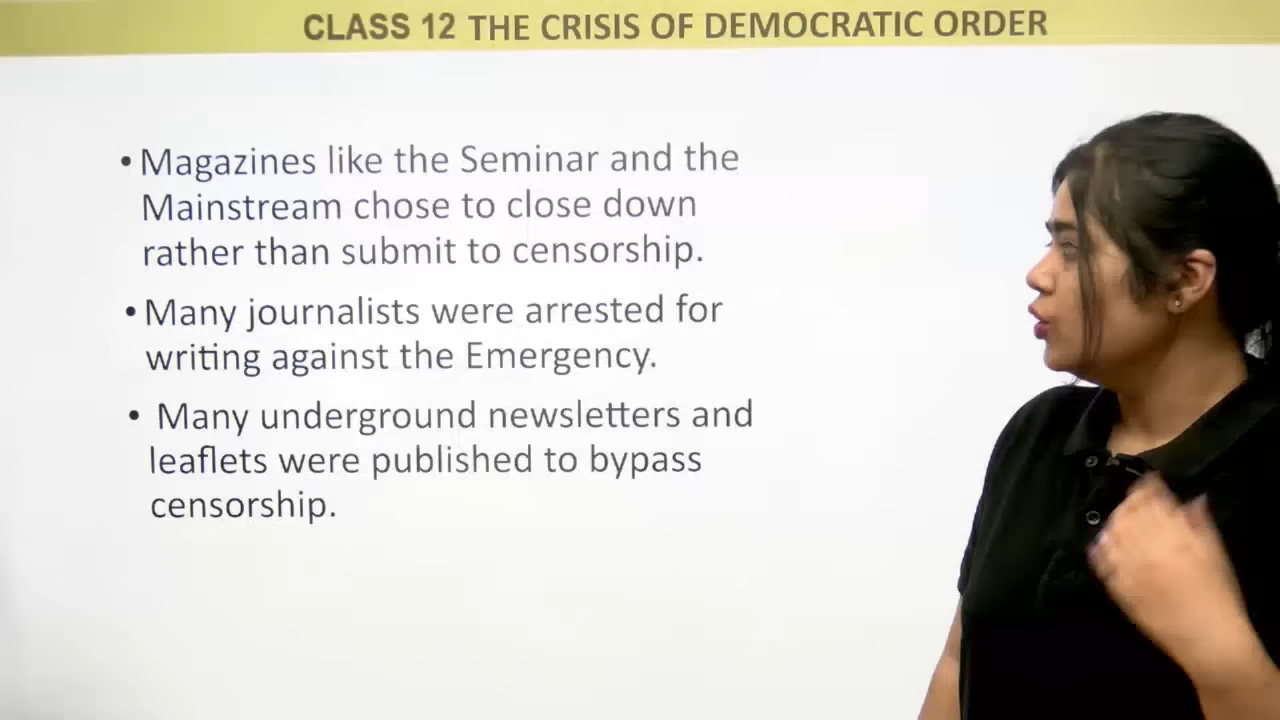 CLASS 12 THE CRISIS OF DEMOCRATIC ORDER
• Magazines like the Seminar and the
Mainstream chose to close down
rather than submit to censorship.
• Many journalists were arrested for
writing against the Emergency.
• Many underground newsletters and
leaflets were published to bypass
censorship.